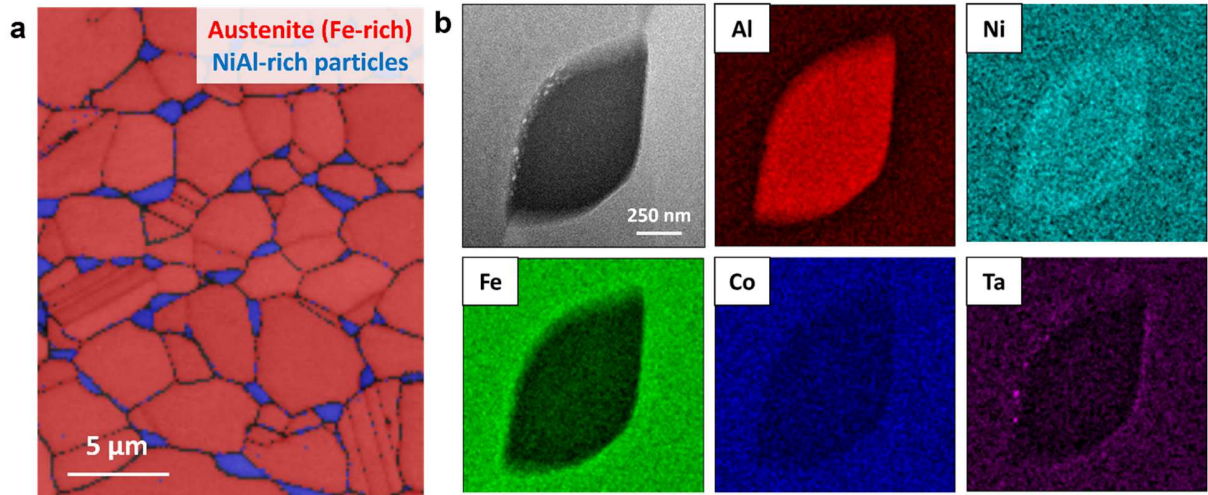 a
Austenite (Fe-rich)
NiAl-rich particles
5 μm
b
250 nm
Al
Ni
Fe
Co
Ta